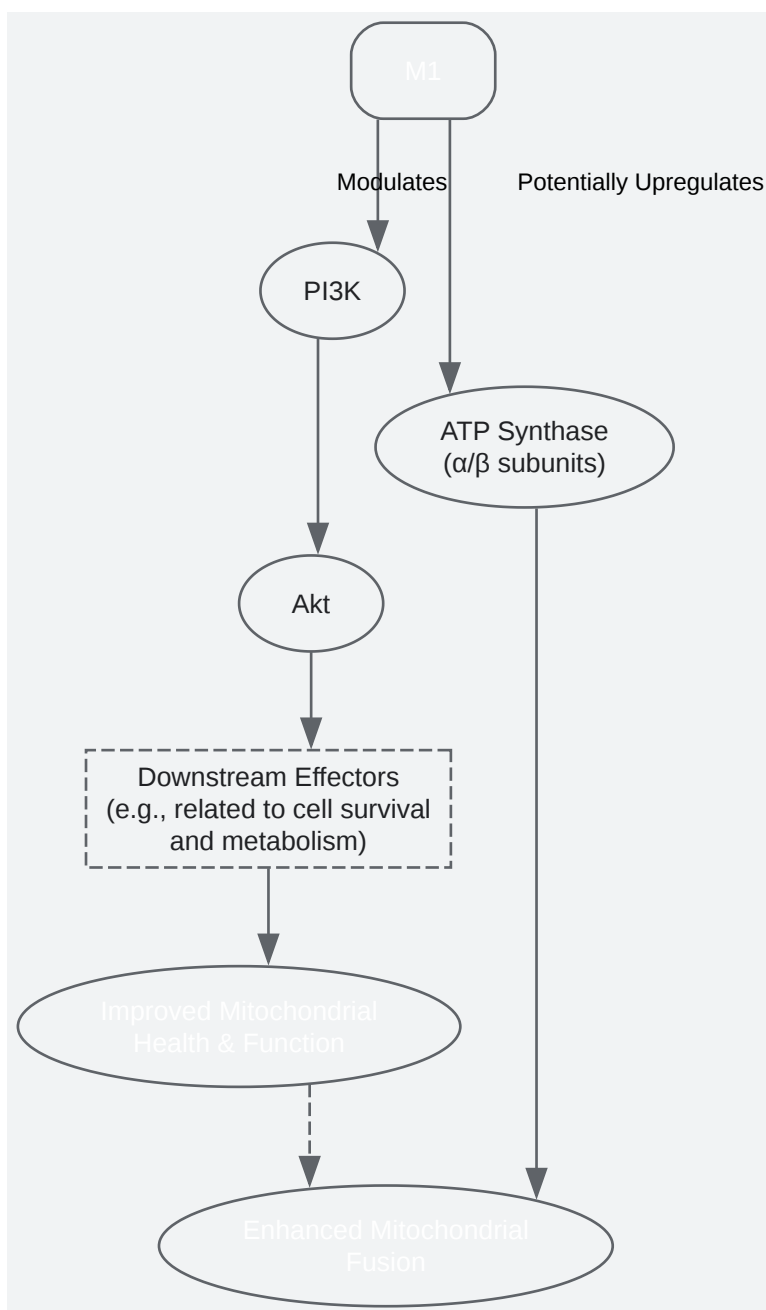 M1
Modulates
Potentially Upregulates
PI3K
ATP Synthase
(α/β subunits)
Akt
Downstream Effectors
(e.g., related to cell survival
and metabolism)
Improved Mitochondrial
Health & Function
Enhanced Mitochondrial
Fusion